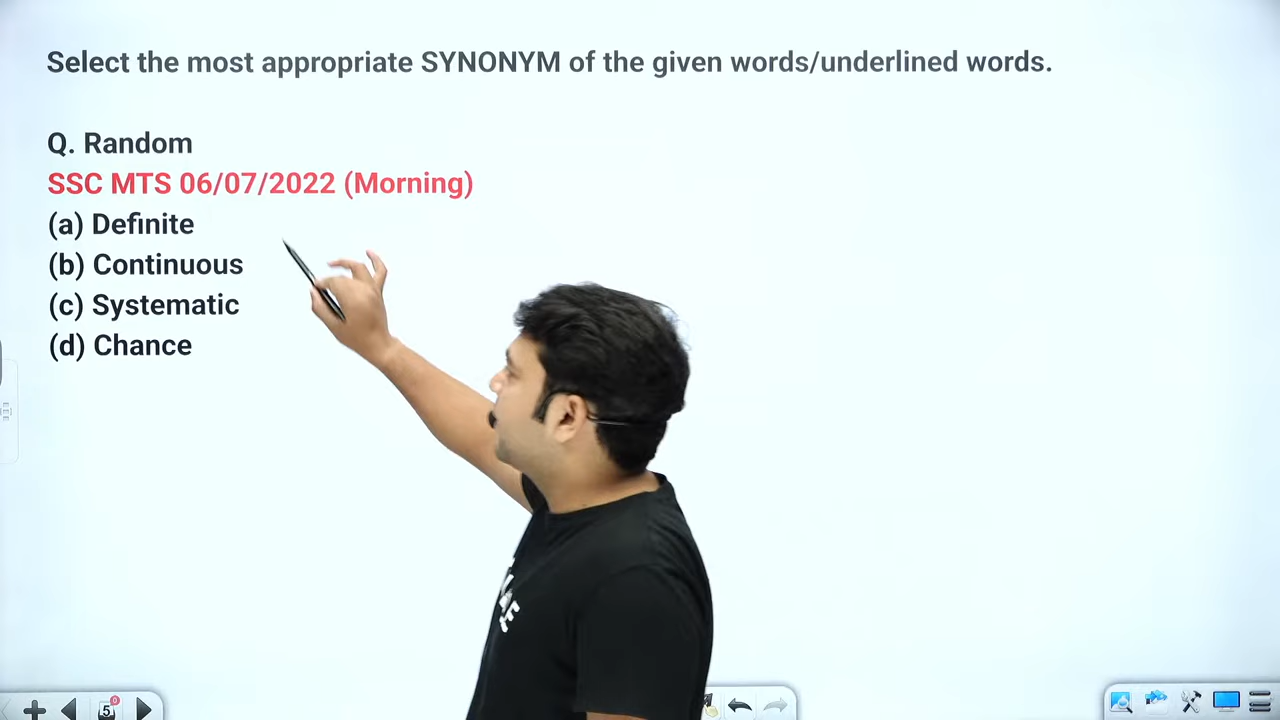 Select the most appropriate SYNONYM of the given words/underlined words.
Q. Random
SSC MTS 06/07/2022 (Morning)
(a) Definite
(b) Continuous
(c) Systematic
(d) Chance
5